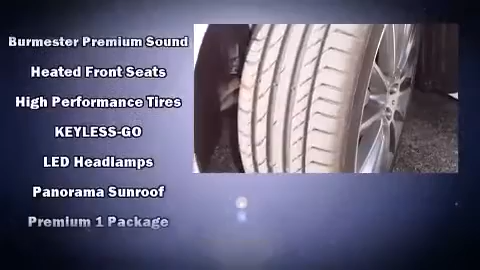 Burmester Premium Sound
Heated Front Seats
High Performance Tires
KEYLESS-GO
LED Headlamps
Panorama Sunroof
Premium 1 Package